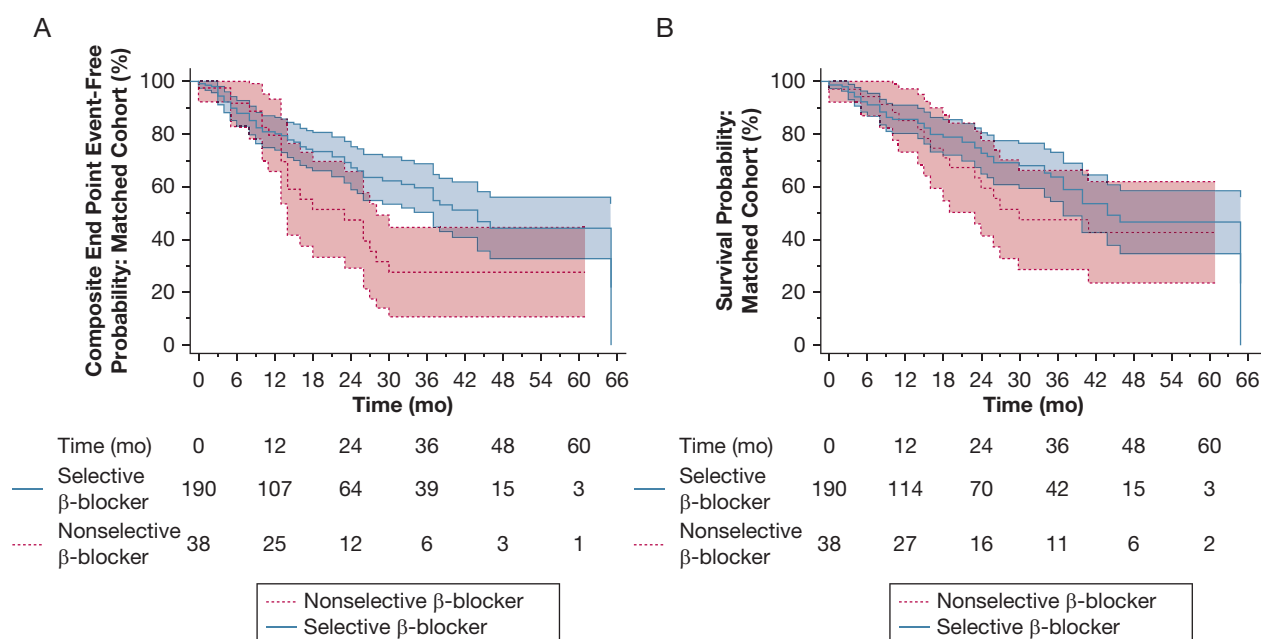 A
Composite End Point Event-Free
Probability: Matched Cohort (%)
100
80
60
40
20
0
0 6 12 18 24 30 36 42 48 54 60 66
Time (mo)
Time (mo) 0 12 24 36 48 60
Selective
β-blocker 190 107 64 39 15 3
Nonselective
β-blocker 38 25 12 6 3 1
Nonselective β-blocker
Selective β-blocker
B
Survival Probability:
Matched Cohort (%)
100
80
60
40
20
0
0 6 12 18 24 30 36 42 48 54 60 66
Time (mo)
Time (mo) 0 12 24 36 48 60
Selective
β-blocker 190 114 70 42 15 3
Nonselective
β-blocker 38 27 16 11 6 2
Nonselective β-blocker
Selective β-blocker